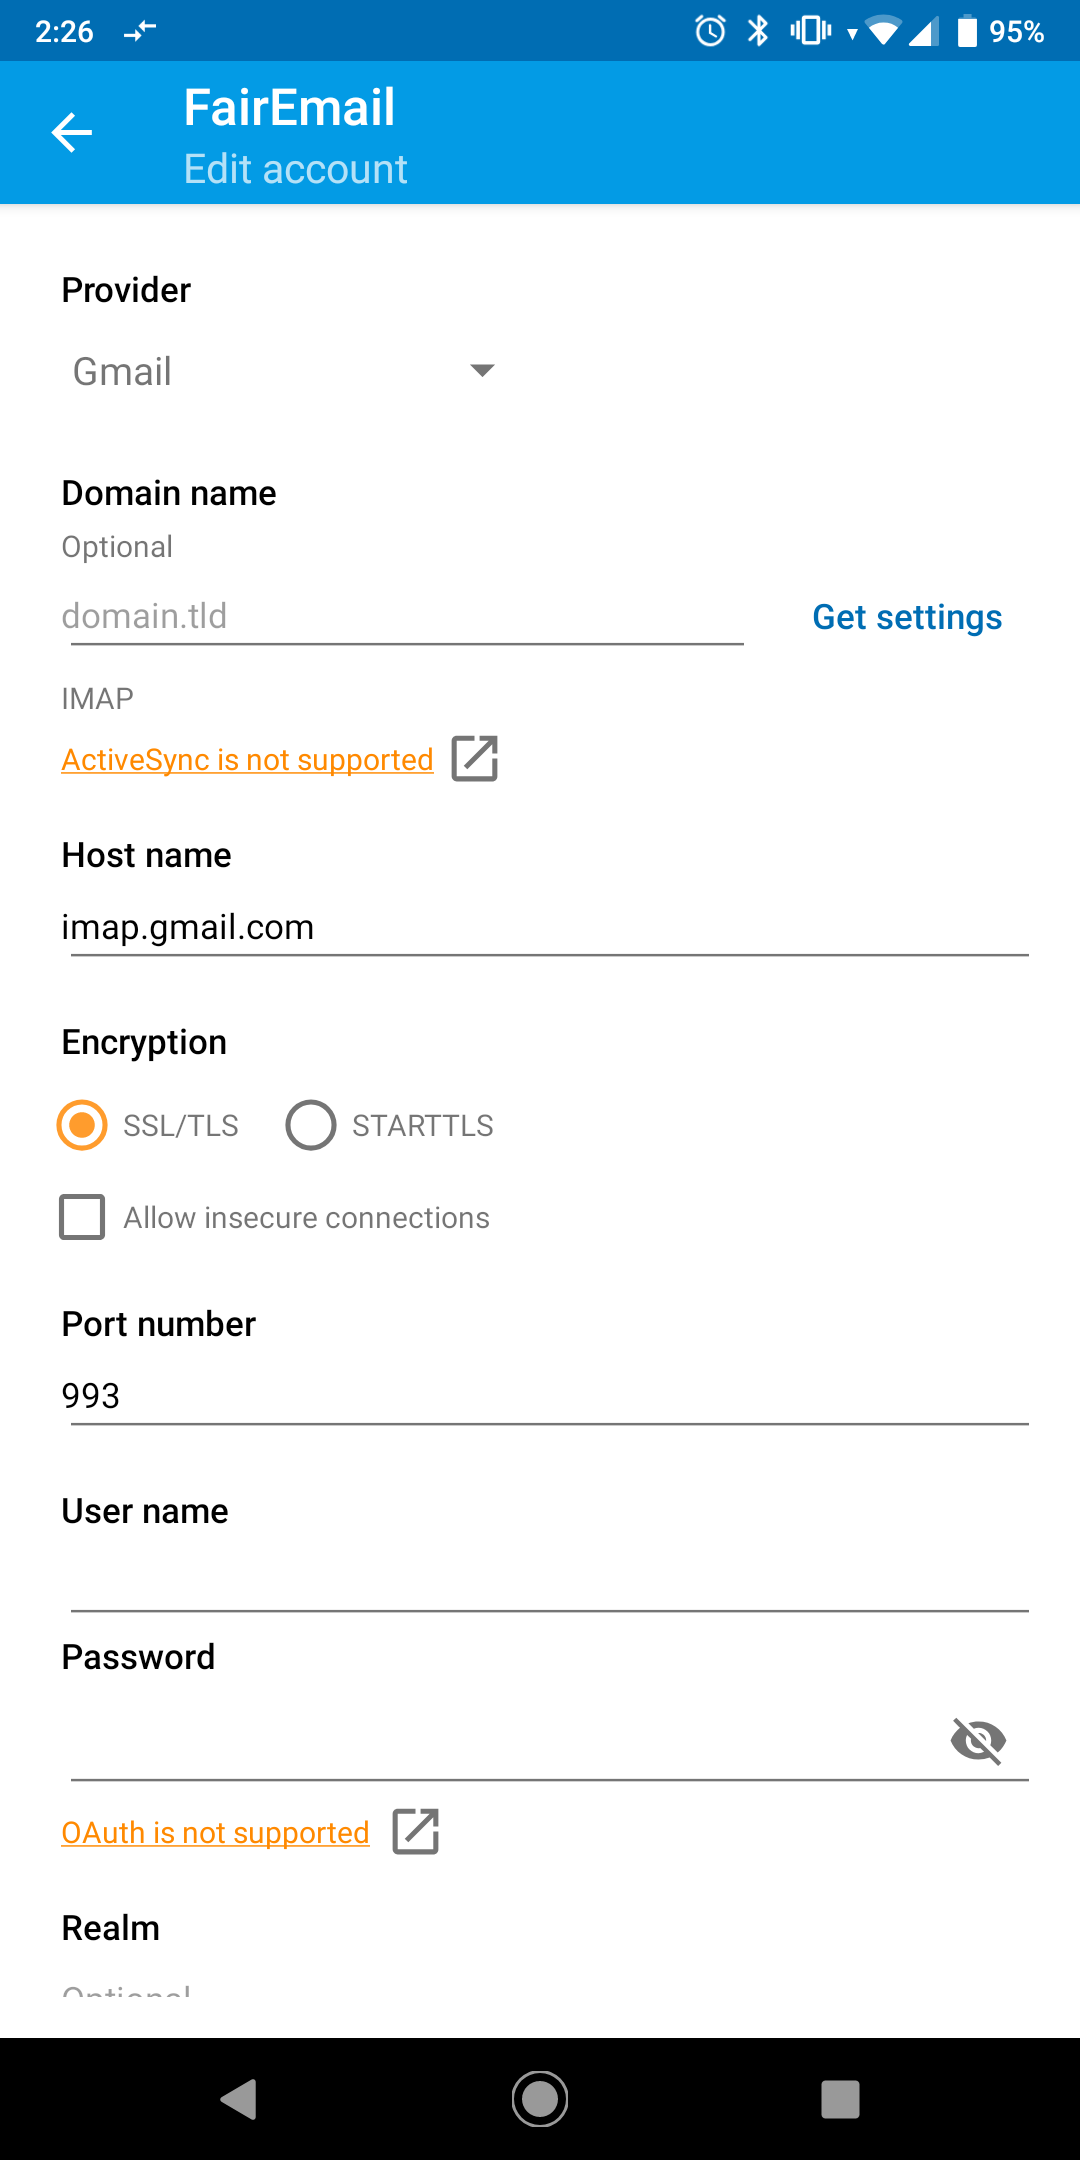 2:26 95%
FairEmail
Edit account
Provider
Gmail
Domain name
Optional
domain.tld Get settings
IMAP
ActiveSync is not supported
Host name
imap.gmail.com
Encryption
SSL/TLS STARTTLS
Allow insecure connections
Port number
993
User name
Password
OAuth is not supported
Realm
Optional